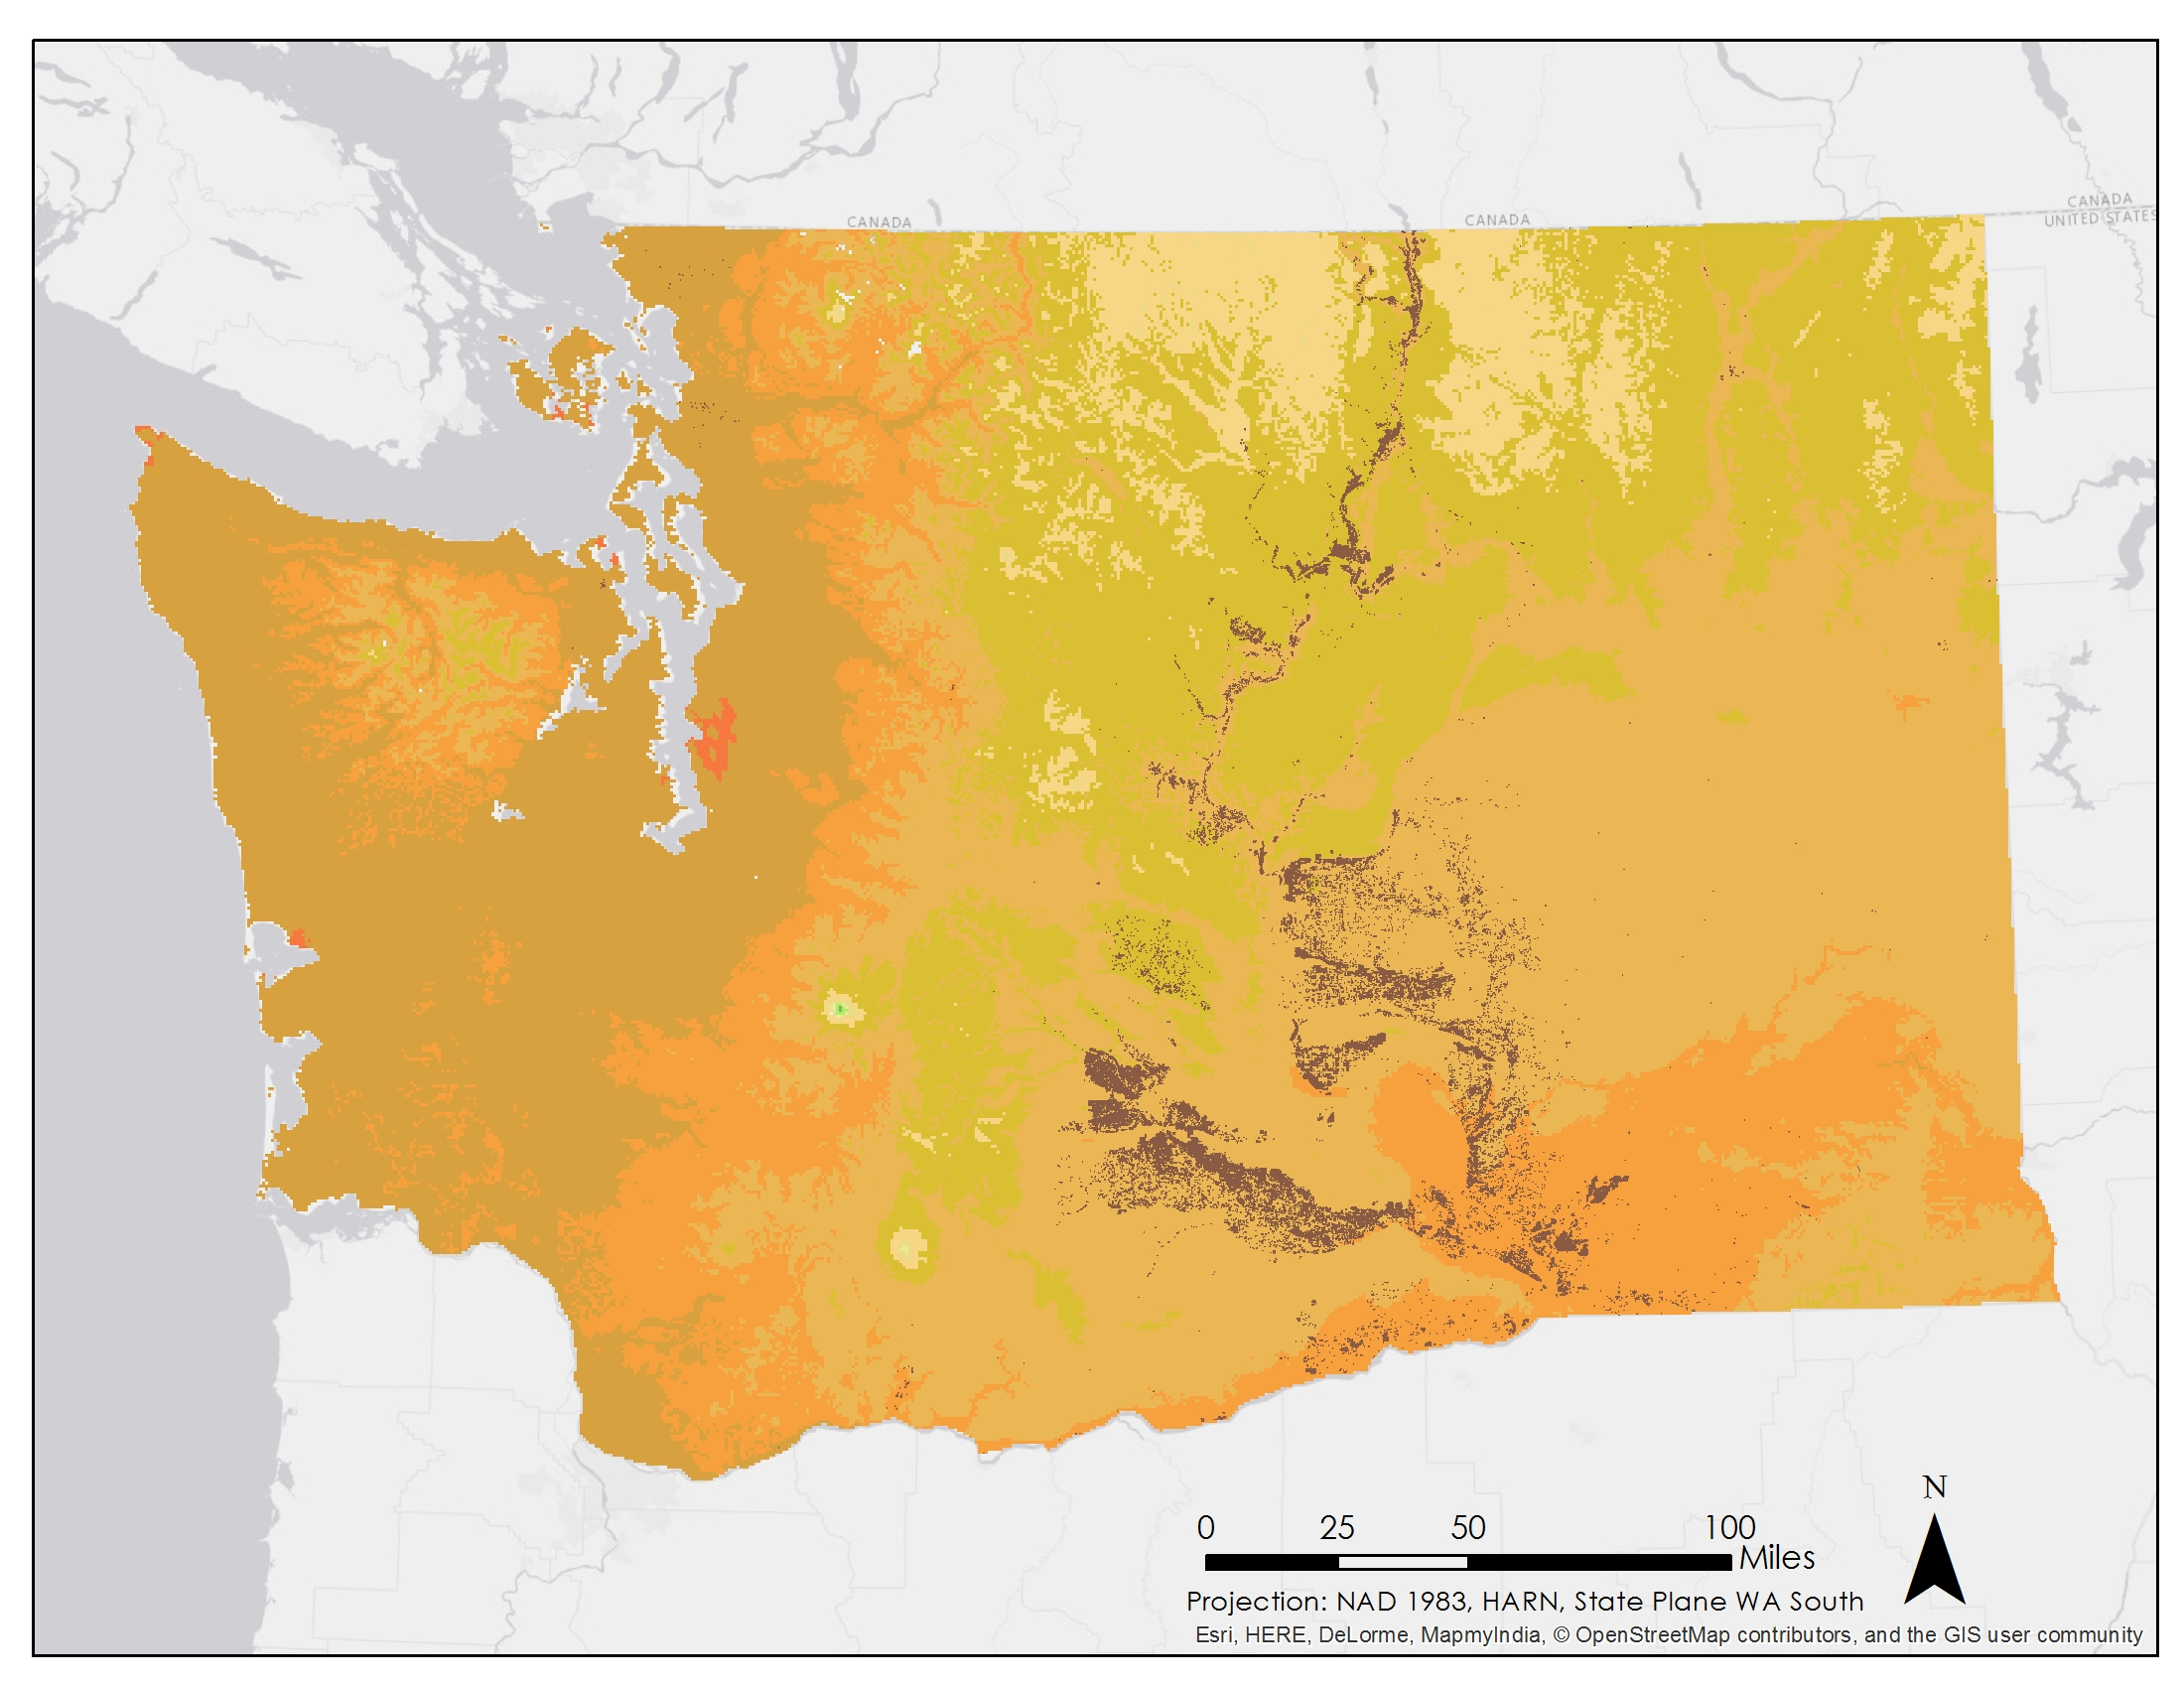 CANADA
CANADA
CANADA
UNITED STATES
N
0 25 50 100
Miles
Projection: NAD 1983, HARN, State Plane WA South
Esri, HERE, DeLorme, MapmyIndia, © OpenStreetMap contributors, and the GIS user community